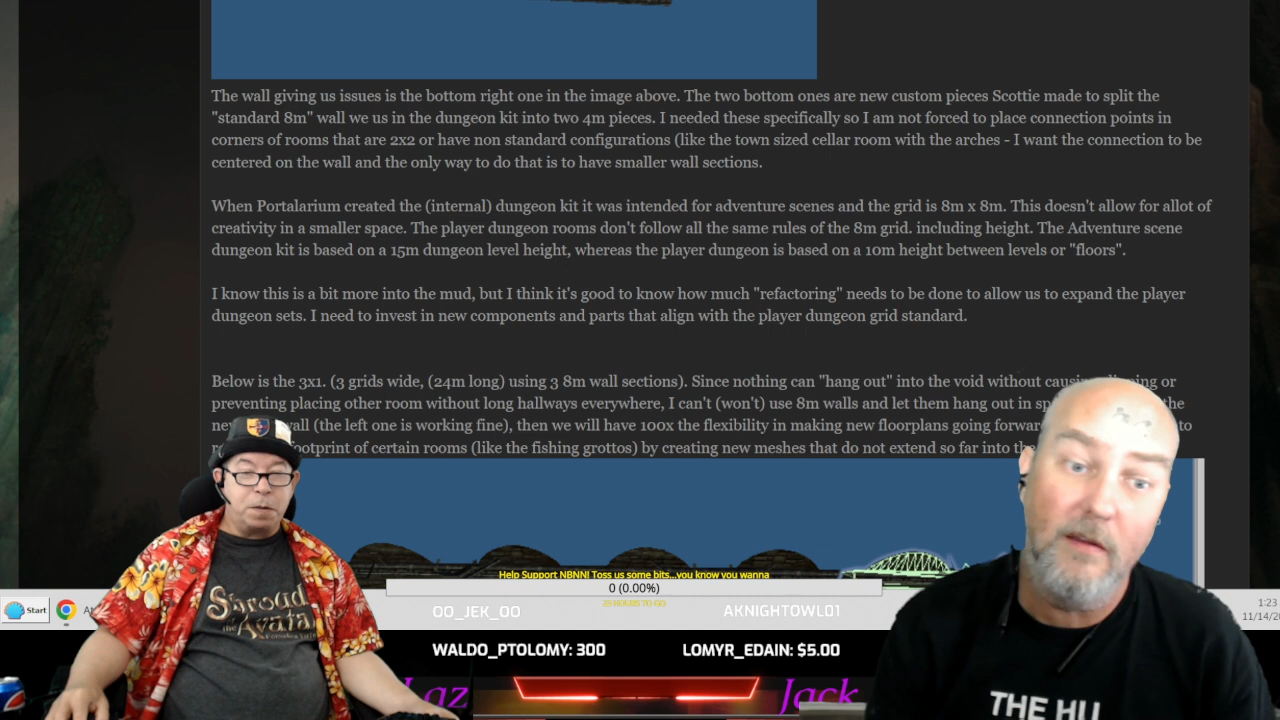 The wall giving us issues is the bottom right one in the image above. The two bottom ones are new custom pieces Scottie made to split the
"standard 8m" wall we us in the dungeon kit into two 4m pieces. I needed these specifically so I am not forced to place connection points in
corners of rooms that are 2x2 or have non standard configurations (like the town sized cellar room with the arches - I want the connection to be
centered on the wall and the only way to do that is to have smaller wall sections.
When Portalarium created the (internal) dungeon kit it was intended for adventure scenes and the grid is 8m x 8m. This doesn't allow for allot of
creativity in a smaller space. The player dungeon rooms don't follow all the same rules of the 8m grid. including height. The Adventure scene
dungeon kit is based on a 15m dungeon level height, whereas the player dungeon is based on a 10m height between levels or "floors".
I know this is a bit more into the mud, but I think it's good to know how much "refactoring" needs to be done to allow us to expand the player
dungeon sets. I need to invest in new components and parts that align with the player dungeon grid standard.
Below is the 3x1. (3 grids wide, (24m long) using 3 8m wall sections). Since nothing can "hang out" into the void without or
preventing placing other room without long hallways everywhere, I can't (won't) use 8m walls and let them hang out in the
wall (the left one is working fine), then we will have 100x the flexibility in making new floorplans going to
footprint of certain rooms (like the fishing grottos) by creating new meshes that do not extend so far into
Help Support NBNN! Toss us some bits...you know you wanna
0 (0.00%)
Start
1:23
OO_JEK_OO AKNIGHTOWL01
WALDO_PTOLOMY: 300 LOMYR_EDAIN: $5.00
Laz Jack
Shroud
of the Avatar
THE HU